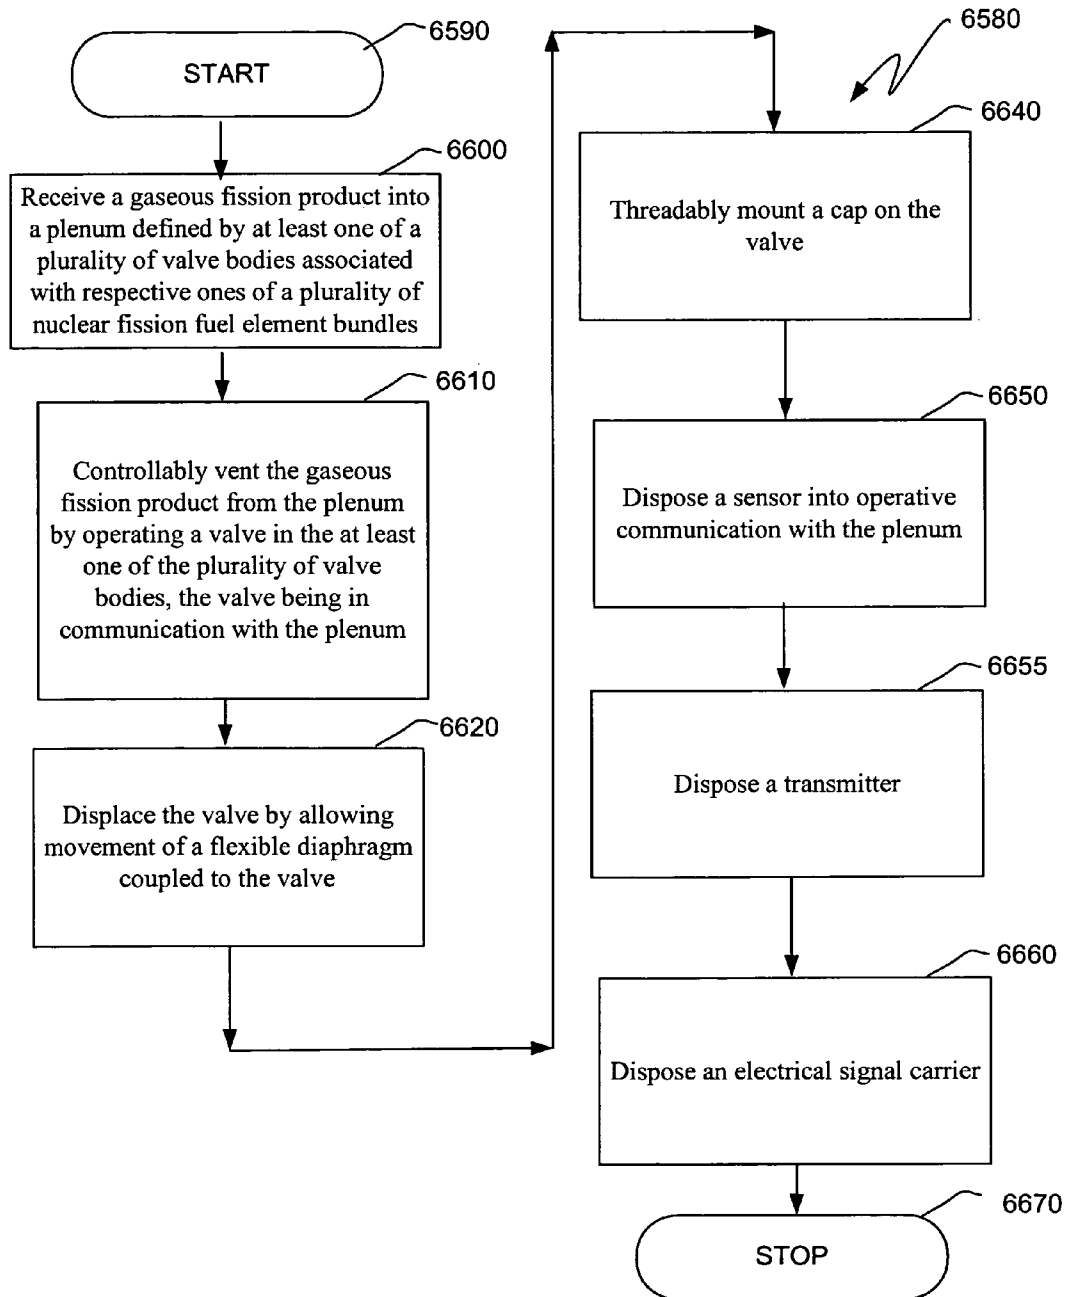 6590
START
6600
Receive a gaseous fission product into
a plenum defined by at least one of a
plurality of valve bodies associated
with respective ones of a plurality of
nuclear fission fuel element bundles
6610
Controllably vent the gaseous
fission product from the plenum
by operating a valve in the at least
one of the plurality of valve
bodies, the valve being in
communication with the plenum
6620
Displace the valve by allowing
movement of a flexible diaphragm
coupled to the valve
6580
6640
Threadably mount a cap on the
valve
6650
Dispose a sensor into operative
communication with the plenum
6655
Dispose a transmitter
6660
Dispose an electrical signal carrier
6670
STOP